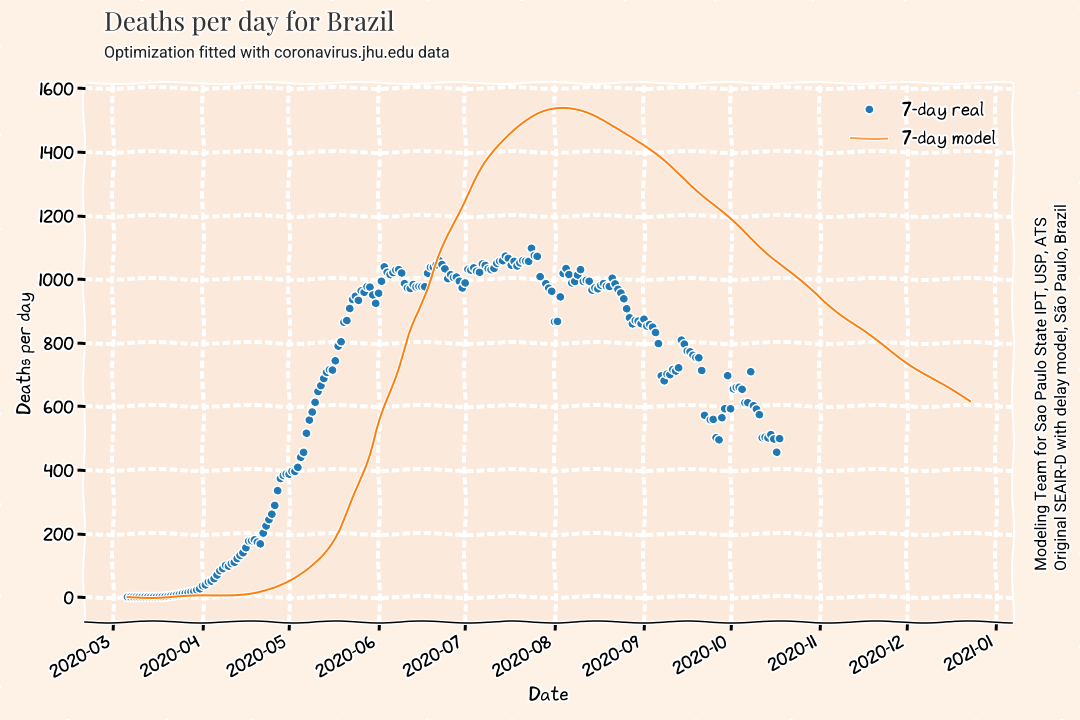 Deaths per day for Brazil
Optimization fitted with coronavirus.jhu.edu data
1600
1400
1200
1000
800
600
400
200
0
Deaths per day
7-day real
7-day model
2020-03
2020-04
2020-05
2020-06
2020-07
2020-08
2020-09
2020-10
2020-11
2020-12
2021-01
Date
Modeling Team for Sao Paulo State IPT, USP, ATS
Original SEAIR-D with delay model, São Paulo, Brazil